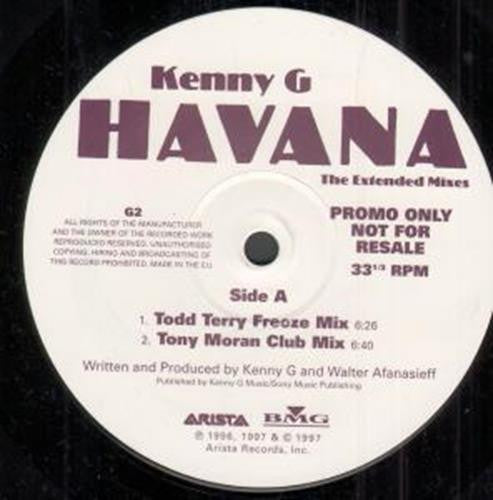 Kenny G
HAVANA
The Extended Mixes
G2
ALL RIGHTS OF THE MANUFACTURER
AND THE OWNER OF THE RECORDED WORK
REPRODUCED RESERVED. UNAUTHORISED
COPYING, HIRING AND BROADCASTING OF
THIS RECORD PROHIBITED. MADE IN THE E.U.
PROMO ONLY
NOT FOR
RESALE
33 1/3 RPM
Side A
1. Todd Terry Freeze Mix 6:26
2. Tony Moran Club Mix 6:40
Written and Produced by Kenny G and Walter Afanasieff
Published by Kenny G Music/Sony Music Publishing
ARISTA BMG
℗ 1996, 1997 & © 1997
Arista Records, Inc.